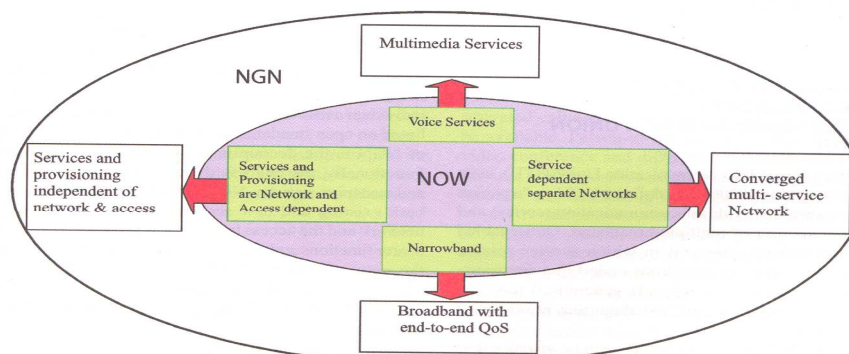 Multimedia Services
NGN
Voice Services
Services and
provisioning
independent of
network & access
Services and
Provisioning
are Network and
Access dependent
NOW
Service
dependent
separate Networks
Converged
multi- service
Network
Narrowband
Broadband with
end-to-end QoS